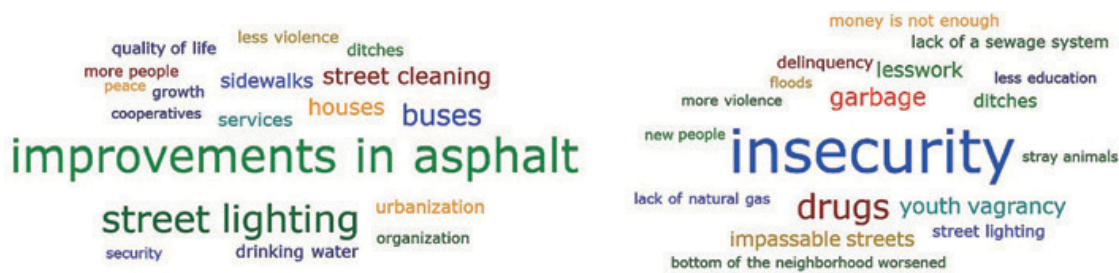 quality of life
less violence
ditches
more people
peace
growth
sidewalks
street cleaning
cooperatives
services
houses
buses
improvements in asphalt
street lighting
urbanization
organization
security
drinking water
money is not enough
lack of a sewage system
delinquency
lesswork
floods
less education
more violence
garbage
ditches
new people
insecurity
stray animals
lack of natural gas
drugs
youth vagrancy
street lighting
impassable streets
bottom of the neighborhood worsened